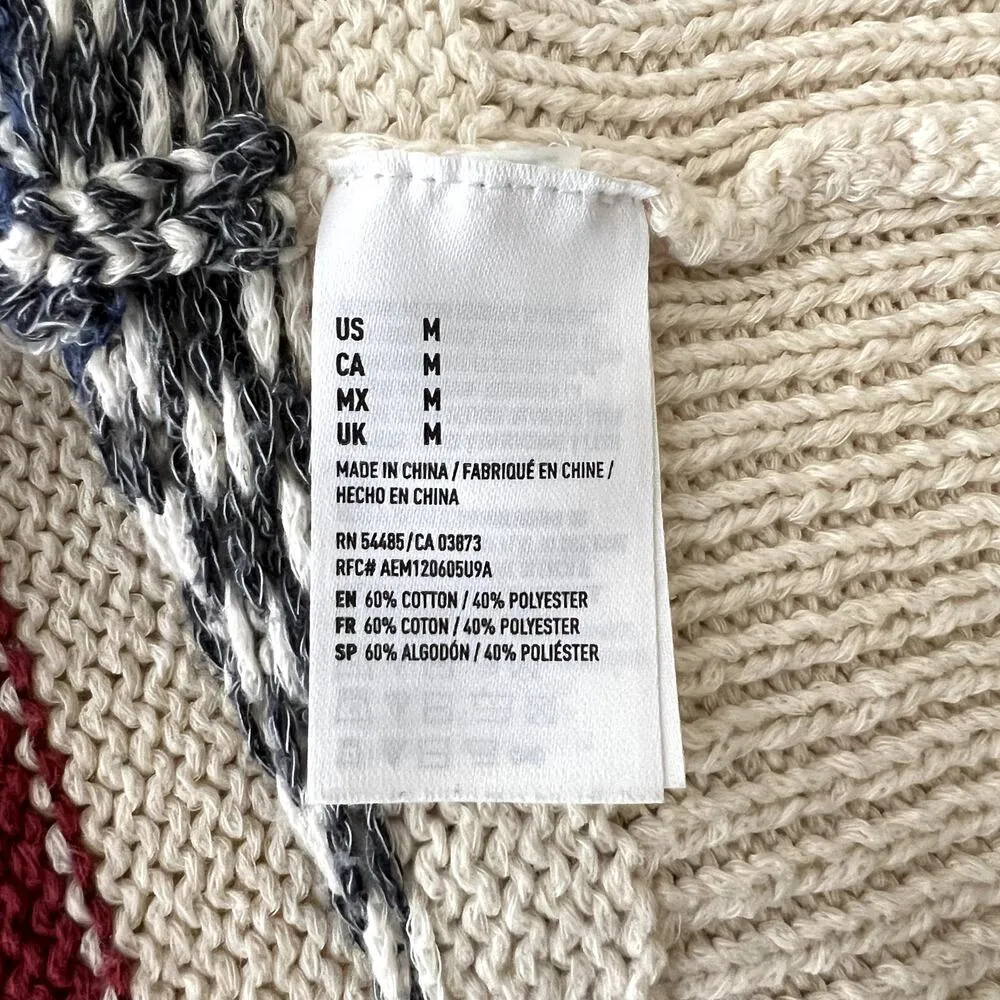 US M
CA M
MX M
UK M
MADE IN CHINA / FABRIQUÉ EN CHINE /
HECHO EN CHINA
RN 54485/CA 03873
RFC# AEM120605U9A
EN 60% COTTON / 40% POLYESTER
FR 60% COTON / 40% POLYESTER
SP 60% ALGODÓN / 40% POLIÉSTER